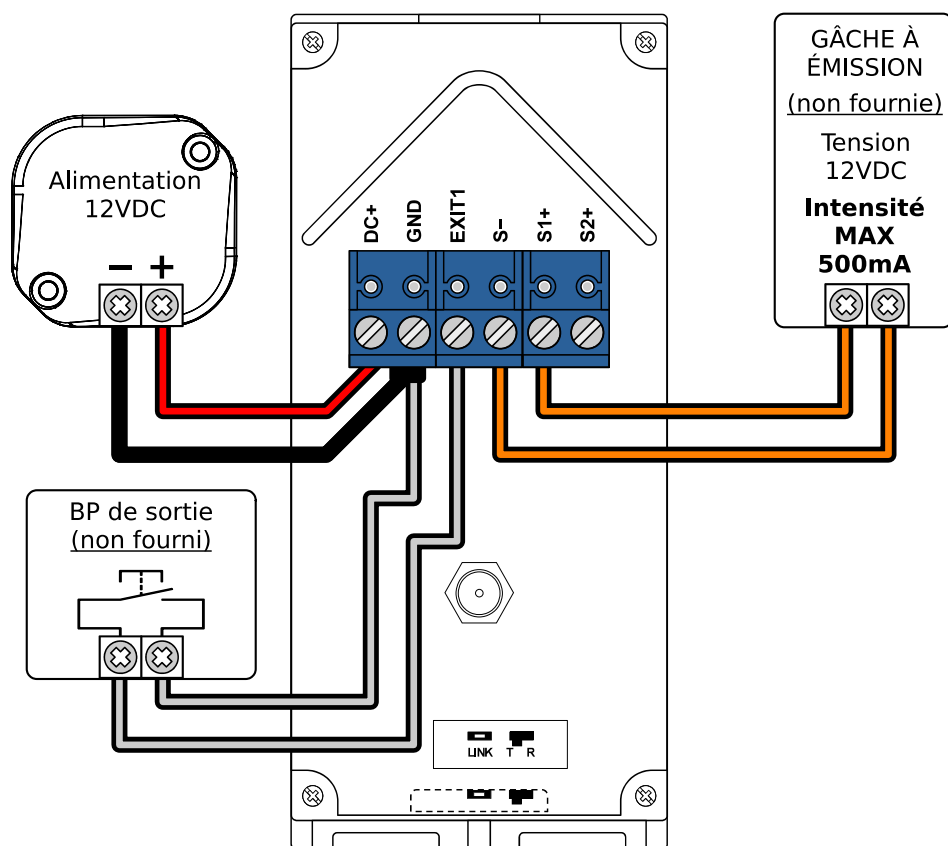 Alimentation
12VDC
− +
DC+
GND
EXIT1
S−
S1+
S2+
GÂCHE À
ÉMISSION
(non fournie)
Tension
12VDC
Intensité
MAX
500mA
BP de sortie
(non fourni)
LINK T R